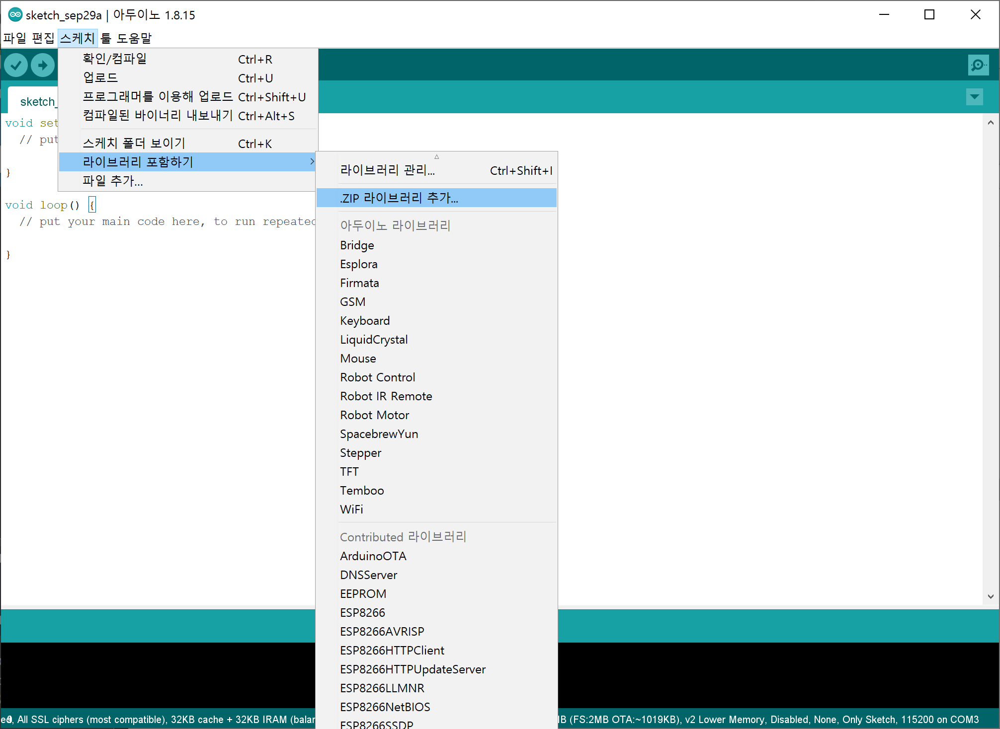 sketch_sep29a | 아두이노 1.8.15
파일 편집 스케치 툴 도움말
확인/컴파일 Ctrl+R
업로드 Ctrl+U
프로그래머를 이용해 업로드 Ctrl+Shift+U
컴파일된 바이너리 내보내기 Ctrl+Alt+S
스케치 폴더 보이기 Ctrl+K
라이브러리 포함하기
파일 추가...
sketch_
void set
// put
}
void loop() {
// put your main code here, to run repeated
}
라이브러리 관리... Ctrl+Shift+I
.ZIP 라이브러리 추가...
아두이노 라이브러리
Bridge
Esplora
Firmata
GSM
Keyboard
LiquidCrystal
Mouse
Robot Control
Robot IR Remote
Robot Motor
SpacebrewYun
Stepper
TFT
Temboo
WiFi
Contributed 라이브러리
ArduinoOTA
DNSServer
EEPROM
ESP8266
ESP8266AVRISP
ESP8266HTTPClient
ESP8266HTTPUpdateServer
ESP8266LLMNR
ESP8266NetBIOS
ESP8266SSDP
All SSL ciphers (most compatible), 32KB cache + 32KB IRAM (balan
IB (FS:2MB OTA:~1019KB), v2 Lower Memory, Disabled, None, Only Sketch, 115200 on COM3